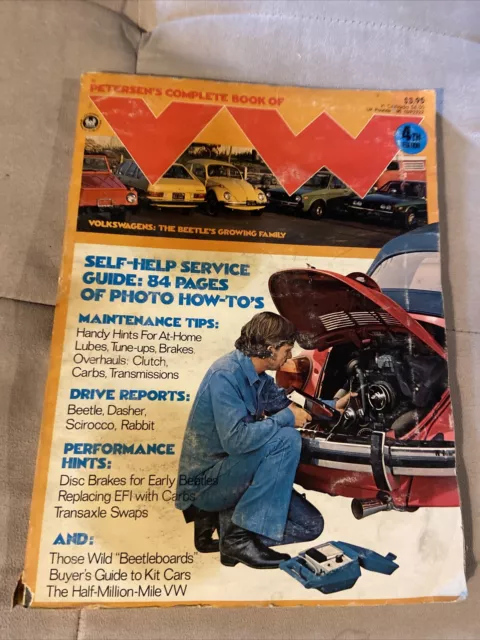 PETERSEN'S COMPLETE BOOK OF
$3.95
VW
4TH
VOLKSWAGENS: THE BEETLE'S GROWING FAMILY
SELF-HELP SERVICE
GUIDE: 84 PAGES
OF PHOTO HOW-TO'S
MAINTENANCE TIPS:
Handy Hints For At-Home
Lubes, Tune-ups, Brakes.
Overhauls: Clutch,
Carbs, Transmissions
DRIVE REPORTS:
Beetle, Dasher,
Scirocco, Rabbit
PERFORMANCE
HINTS:
Disc Brakes for Early Beetles
Replacing EFI with Carbs
Transaxle Swaps
AND:
Those Wild "Beetleboards"
Buyer's Guide to Kit Cars
The Half-Million-Mile VW